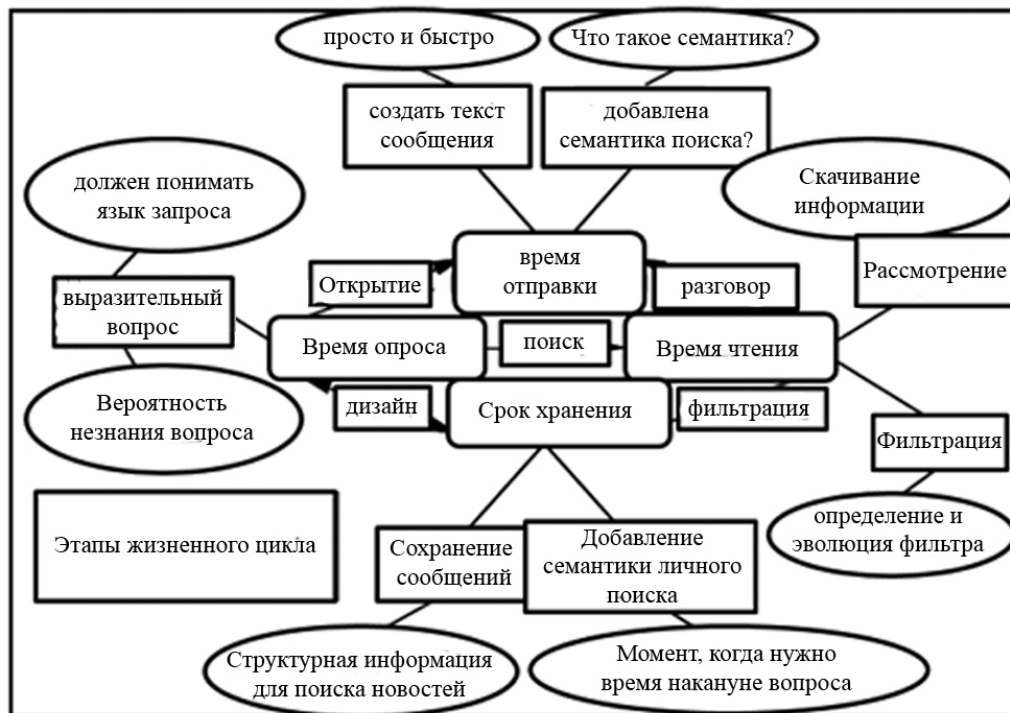 просто и быстро
Что такое семантика?
создать текст
сообщения
добавлена
семантика поиска?
должен понимать
язык запроса
Скачивание
информации
время
отправки
Рассмотрение
Открытие
разговор
выразительный
вопрос
Время опроса
поиск
Время чтения
Вероятность
незнания вопроса
дизайн
Срок хранения
фильтрация
Фильтрация
определение и
эволюция фильтра
Этапы жизненного цикла
Сохранение
сообщений
Добавление
семантики личного
поиска
Структурная информация
для поиска новостей
Момент, когда нужно
время накануне вопроса